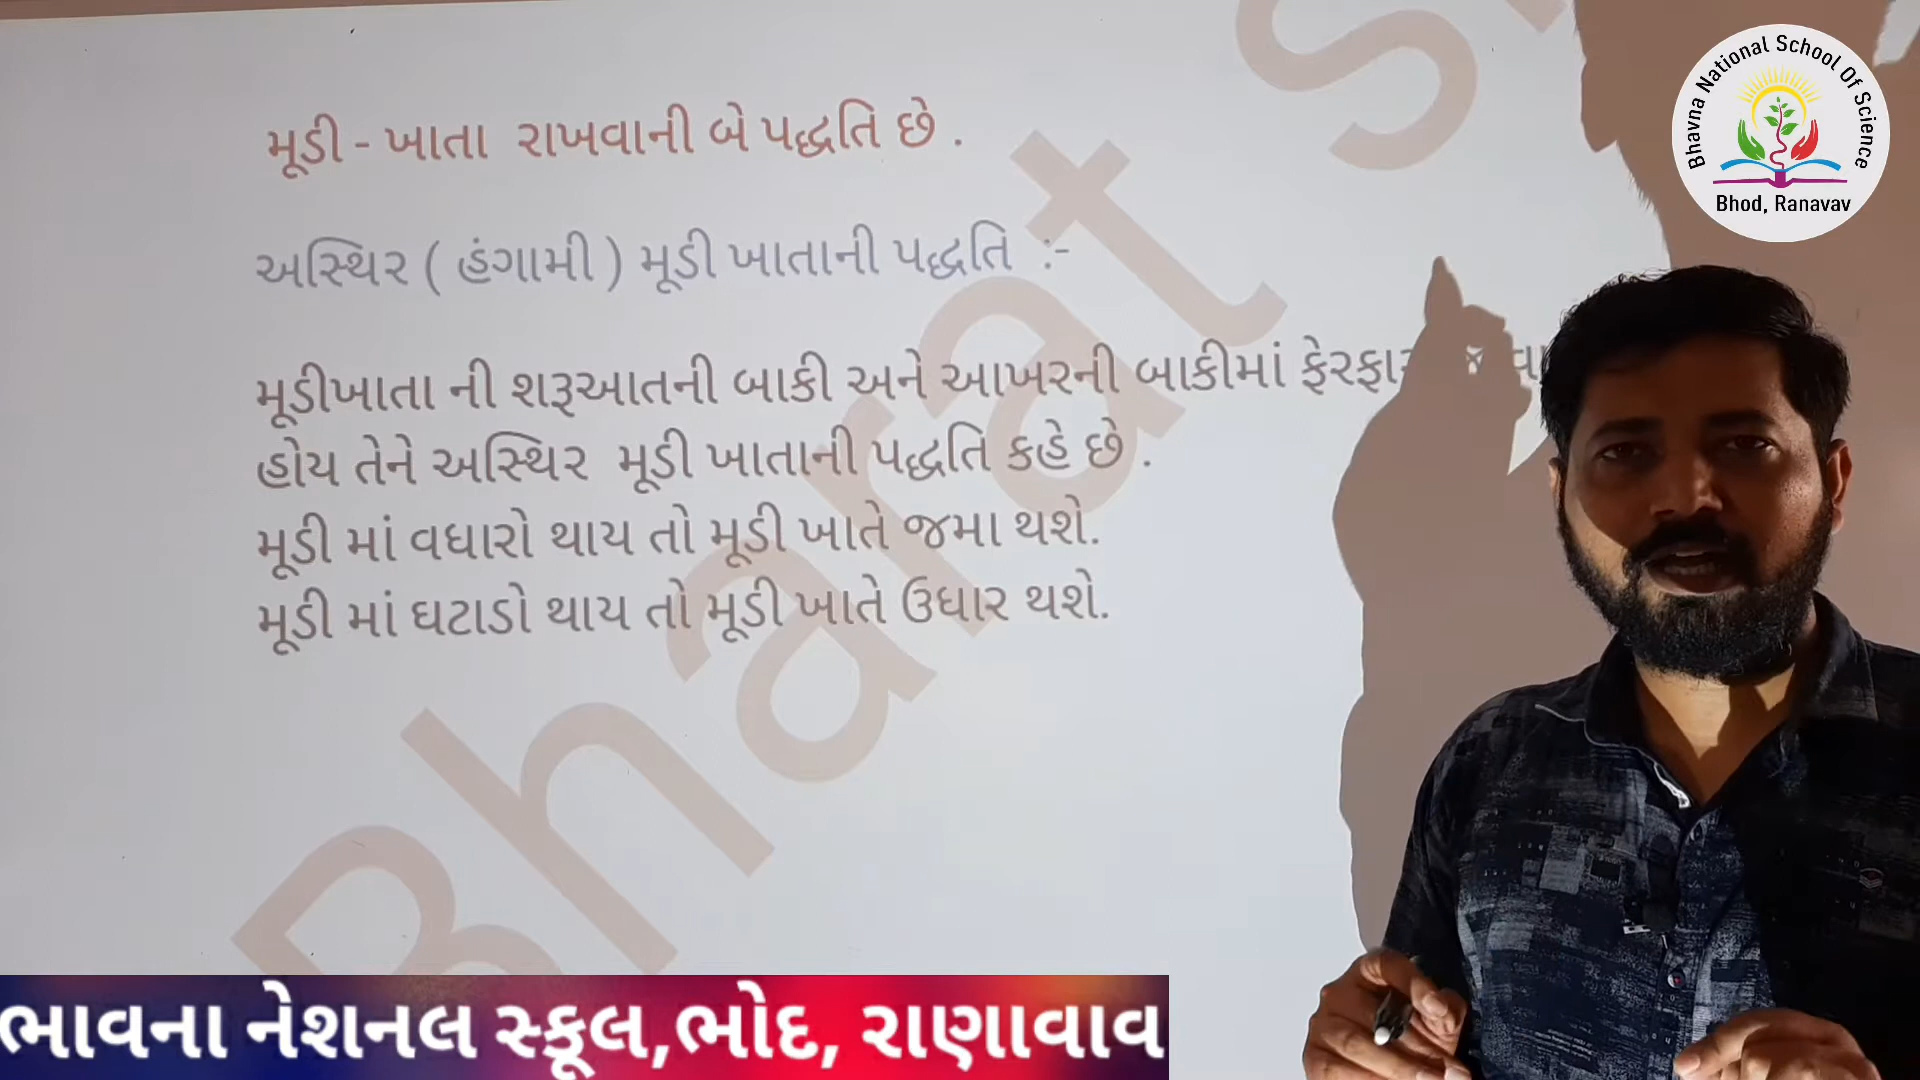 મૂડી - ખાતા રાખવાની બે પદ્ધતિ છે .
અસ્થિર ( હંગામી ) મૂડી ખાતાની પદ્ધતિ :-
મૂડીખાતા ની શરૂઆતની બાકી અને આખરની બાકીમાં
હોય તેને અસ્થિર મૂડી ખાતાની પદ્ધતિ કહે છે .
મૂડી માં વધારો થાય તો મૂડી ખાતે જમા થશે.
મૂડી માં ઘટાડો થાય તો મૂડી ખાતે ઉધાર થશે.
Bharat
Bhavna National School Of Science
Bhod, Ranavav
ભાવના નેશનલ સ્કૂલ,ભોદ, રાણાવાવ